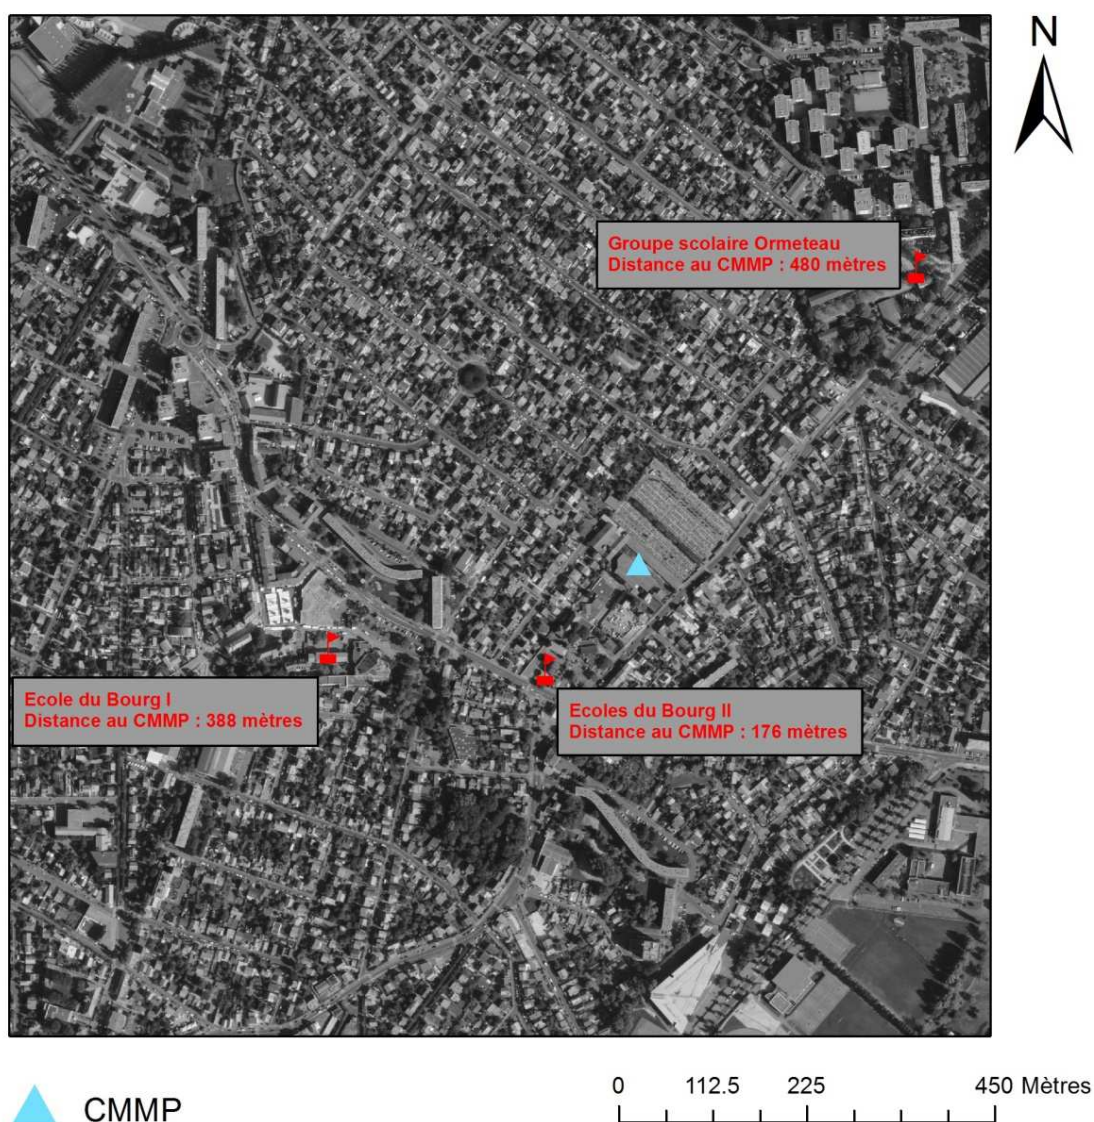 N
Groupe scolaire Ormeteau
Distance au CMMP : 480 mètres
Ecole du Bourg I
Distance au CMMP : 388 mètres
Ecoles du Bourg II
Distance au CMMP : 176 mètres
CMMP
0 112.5 225 450 Mètres